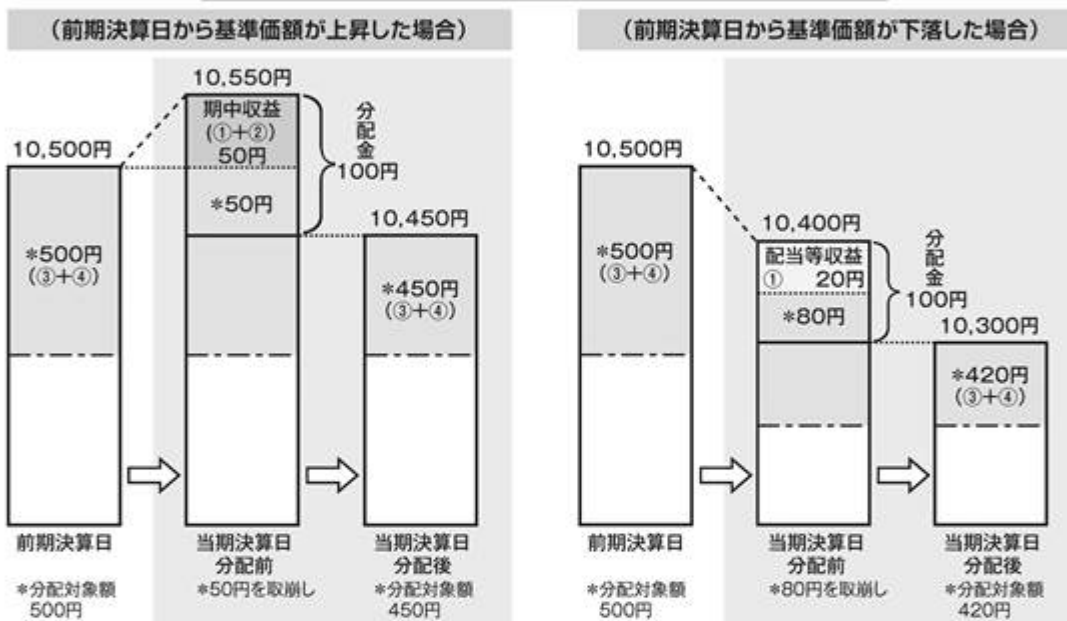 （前期決算日から基準価額が上昇した場合）
10,550円
期中収益
（①＋②）
50円
*50円
分配金
100円
10,500円
*500円
（③＋④）
10,450円
*450円
（③＋④）
前期決算日
*分配対象額
500円
当期決算日
分配前
*50円を取崩し
当期決算日
分配後
*分配対象額
450円
（前期決算日から基準価額が下落した場合）
10,500円
*500円
（③＋④）
10,400円
配当等収益
① 20円
*80円
分配金
100円
10,300円
*420円
（③＋④）
前期決算日
*分配対象額
500円
当期決算日
分配前
*80円を取崩し
当期決算日
分配後
*分配対象額
420円